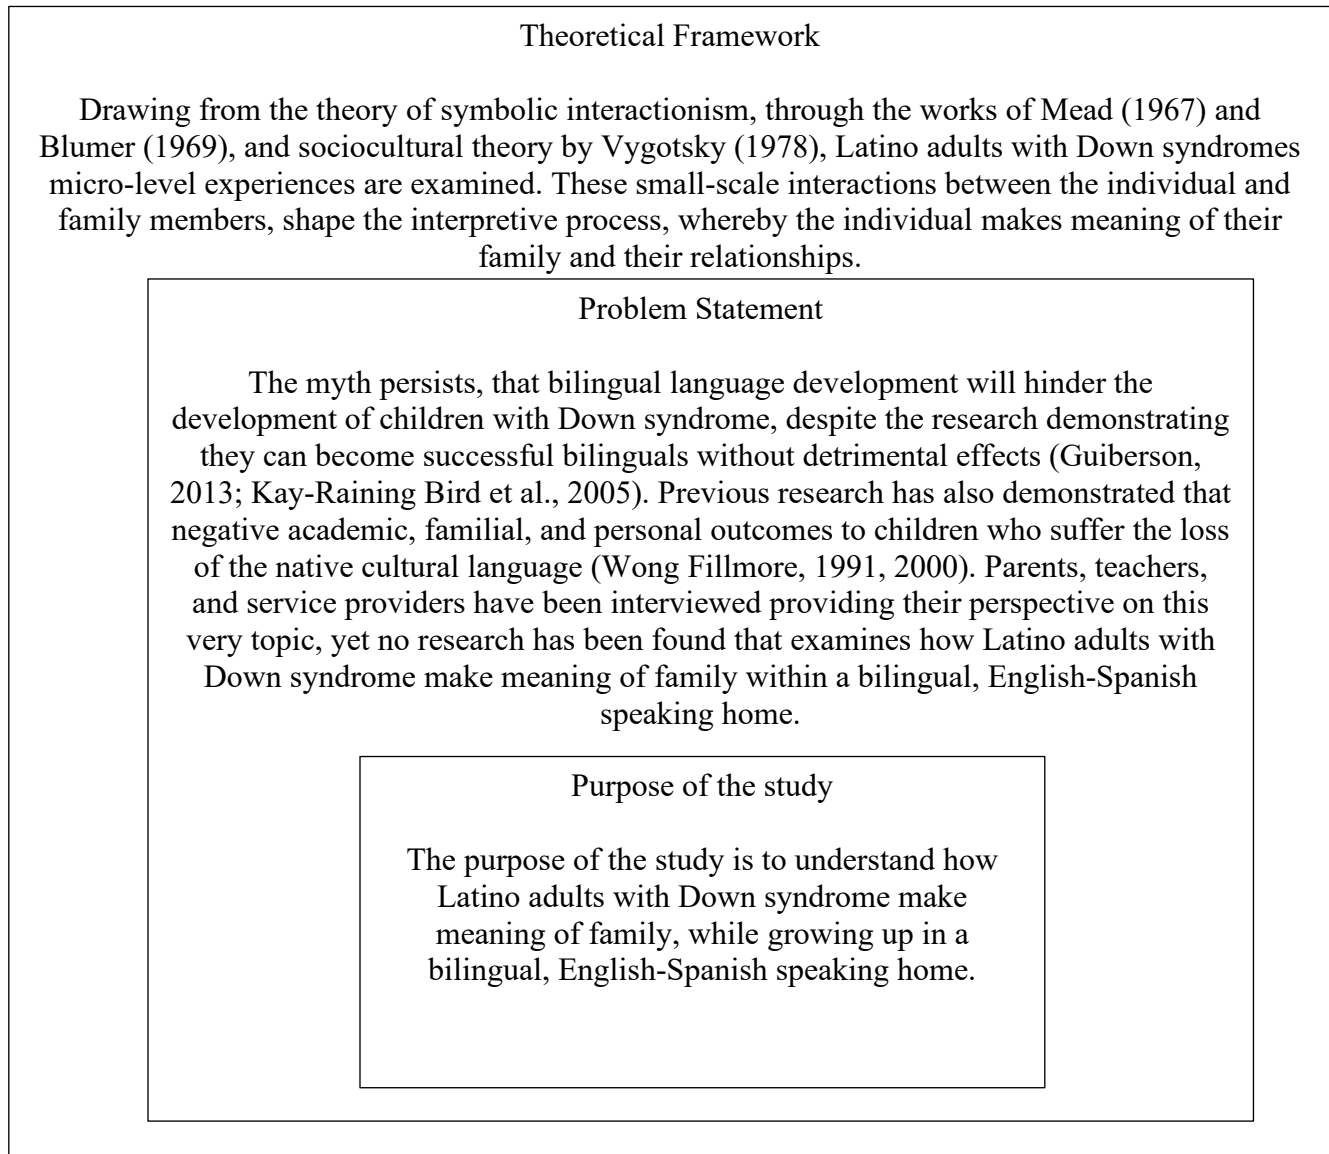 Theoretical Framework
Drawing from the theory of symbolic interactionism, through the works of Mead (1967) and
Blumer (1969), and sociocultural theory by Vygotsky (1978), Latino adults with Down syndromes
micro-level experiences are examined. These small-scale interactions between the individual and
family members, shape the interpretive process, whereby the individual makes meaning of their
family and their relationships.
Problem Statement
The myth persists, that bilingual language development will hinder the
development of children with Down syndrome, despite the research demonstrating
they can become successful bilinguals without detrimental effects (Guiberson,
2013; Kay-Raining Bird et al., 2005). Previous research has also demonstrated that
negative academic, familial, and personal outcomes to children who suffer the loss
of the native cultural language (Wong Fillmore, 1991, 2000). Parents, teachers,
and service providers have been interviewed providing their perspective on this
very topic, yet no research has been found that examines how Latino adults with
Down syndrome make meaning of family within a bilingual, English-Spanish
speaking home.
Purpose of the study
The purpose of the study is to understand how
Latino adults with Down syndrome make
meaning of family, while growing up in a
bilingual, English-Spanish speaking home.